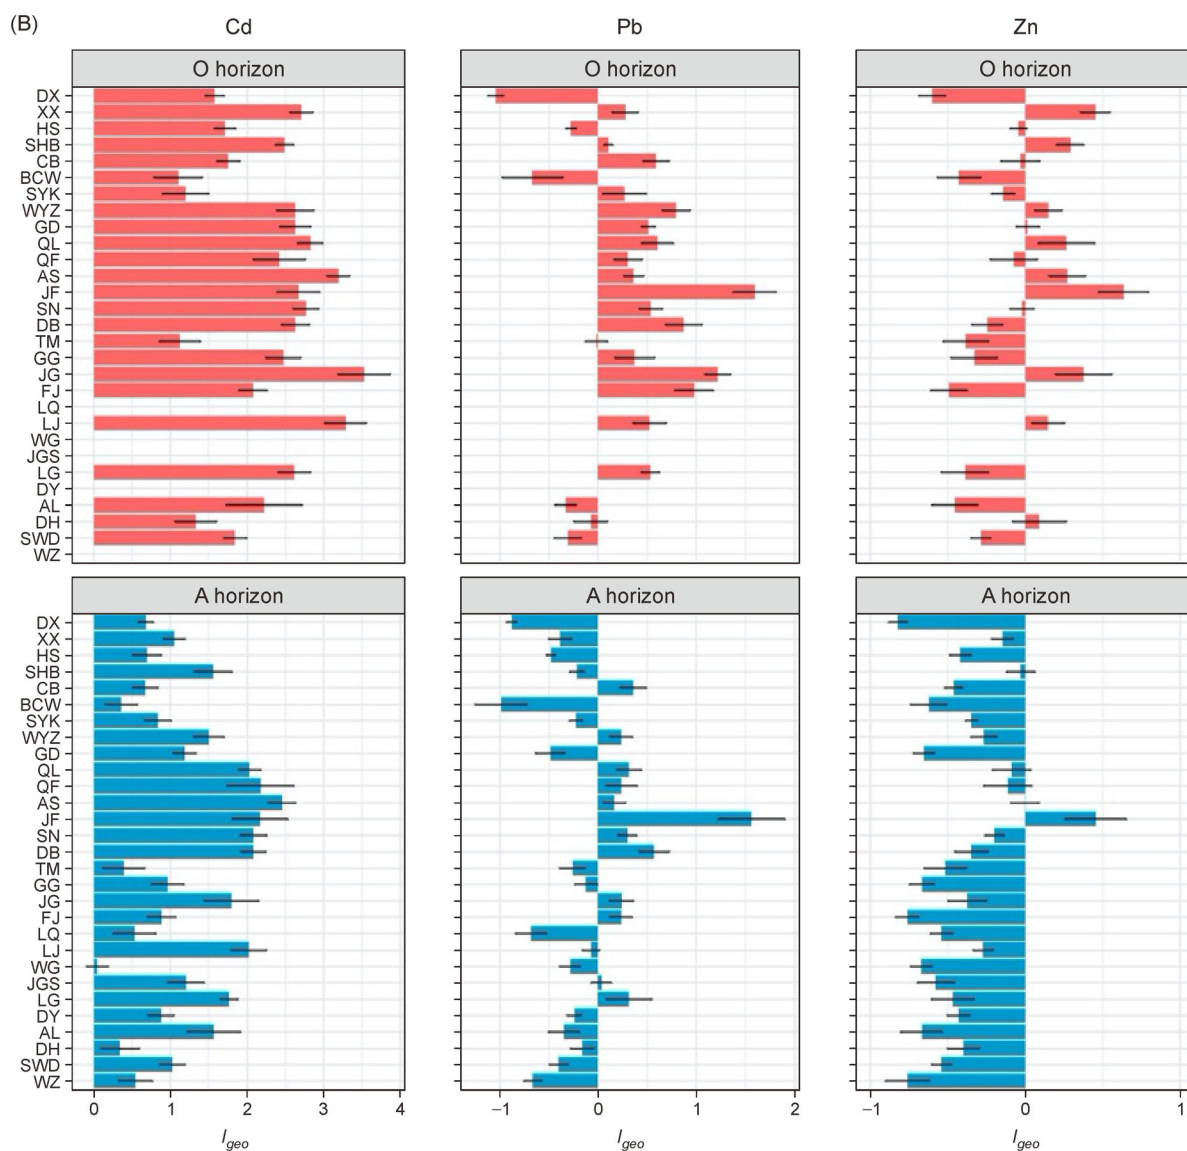 (B)
Cd Pb Zn
O horizon O horizon O horizon
DX
XX
HS
SHB
CB
BCW
SYK
WYZ
GD
QL
QF
AS
JF
SN
DB
TM
GG
JG
FJ
LQ
LJ
WG
JGS
LG
DY
AL
DH
SWD
WZ
A horizon A horizon A horizon
DX
XX
HS
SHB
CB
BCW
SYK
WYZ
GD
QL
QF
AS
JF
SN
DB
TM
GG
JG
FJ
LQ
LJ
WG
JGS
LG
DY
AL
DH
SWD
WZ
0 1 2 3 4 −1 0 1 2 −1 0 1
Igeo Igeo Igeo